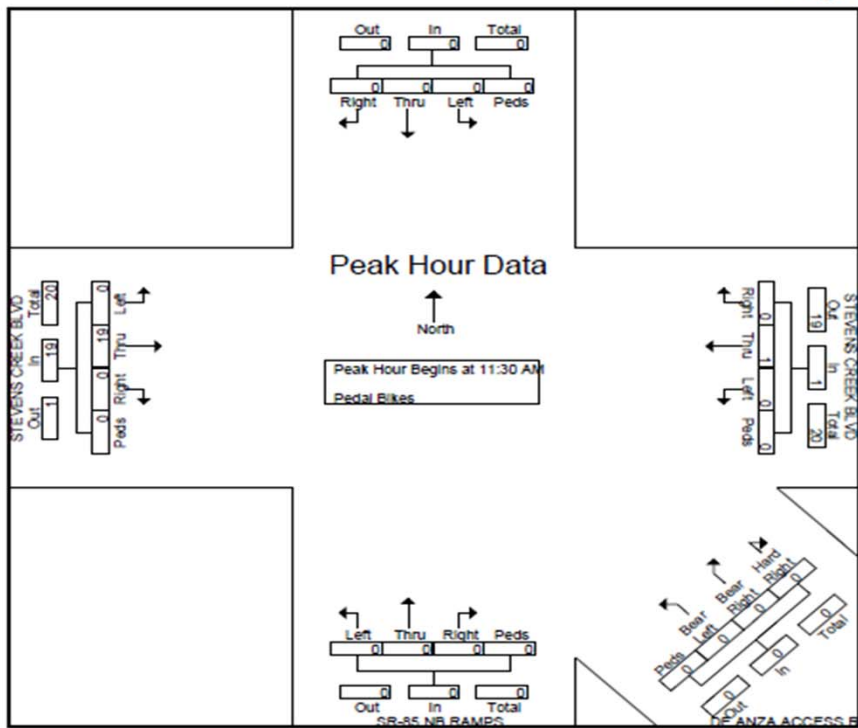 Out In Total
0 0 0
0 0 0 0
Right Thru Left Peds
Peak Hour Data
North
Peak Hour Begins at 11:30 AM
Pedal Bikes
STEVENS CREEK BLVD
Out In Total
1 19 20
0 0 19 0
Peds Right Thru Left
STEVENS CREEK BLVD
Out In Total
19 1 20
0 1 0 0
Right Thru Left Peds
Left Thru Right Peds
0 0 0 0
0 0 0
Out In Total
SR-85 NB RAMPS
Peds Bear Left Bear Right Hard Right
0 0 0 0
0 0 0
Out In Total
DE ANZA ACCESS